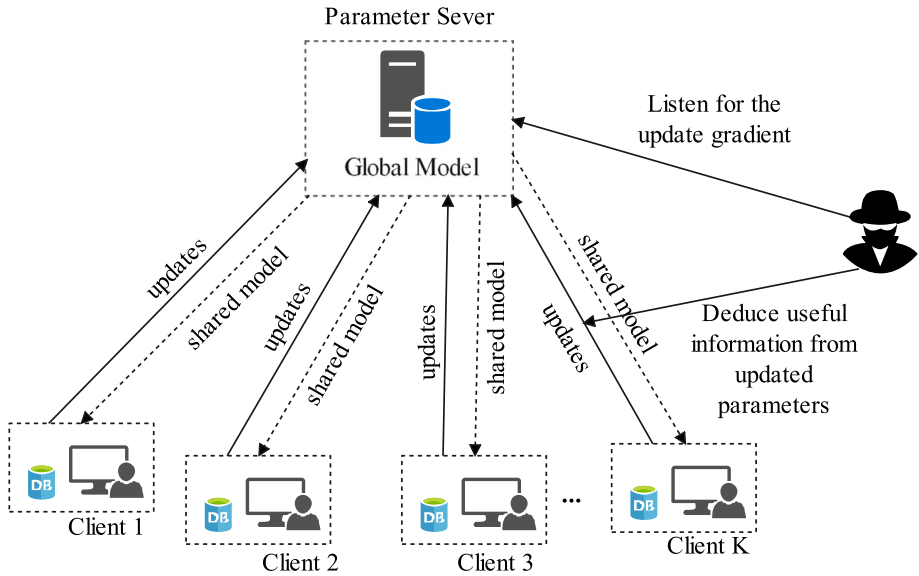 Parameter Sever
Global Model
Listen for the
update gradient
updates
shared model
updates
shared model
updates
shared model
updates
shared model
Deduce useful
information from
updated
parameters
DB
Client 1
DB
Client 2
DB
Client 3
...
DB
Client K